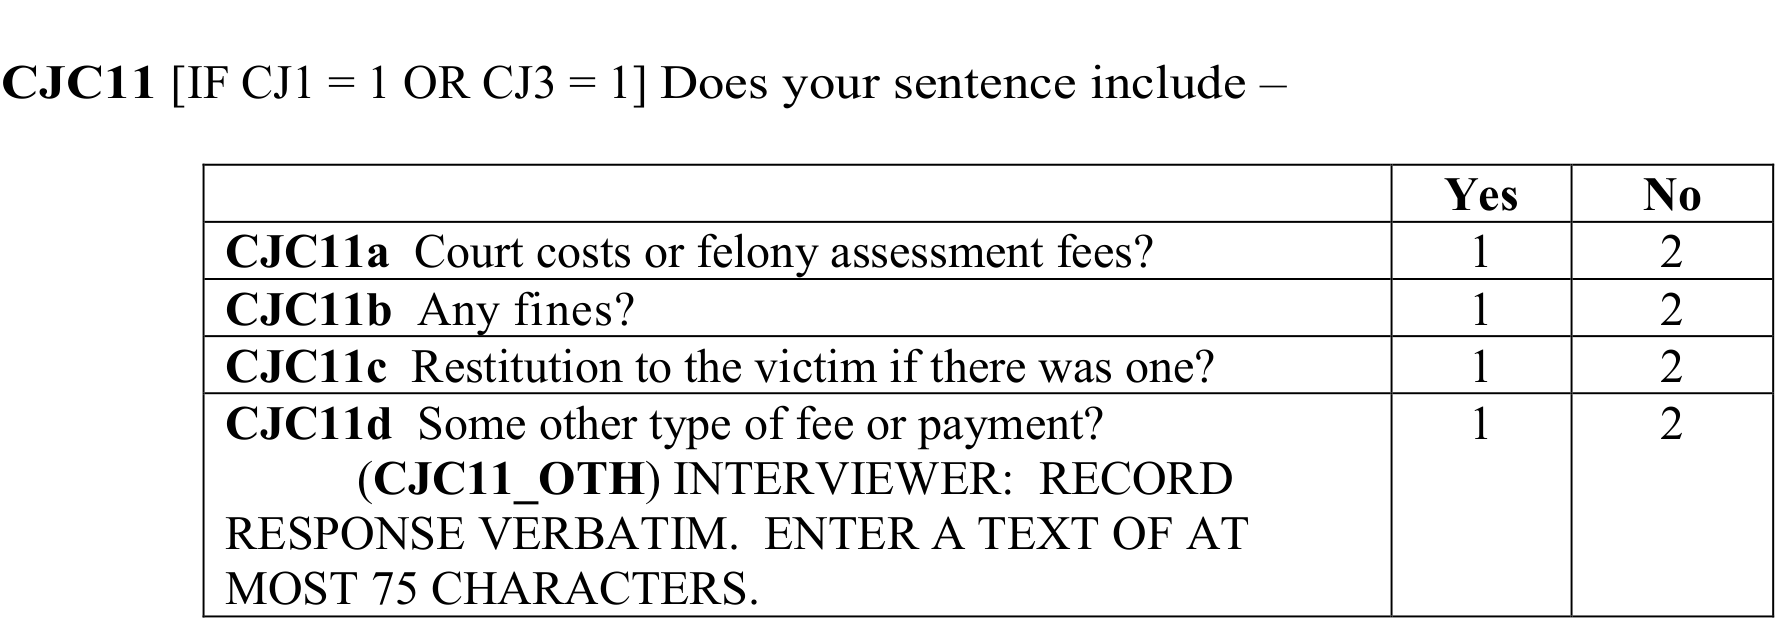 CJC11 [IF CJ1 = 1 OR CJ3 = 1] Does your sentence include –
Yes No
CJC11a Court costs or felony assessment fees? 1 2
CJC11b Any fines? 1 2
CJC11c Restitution to the victim if there was one? 1 2
CJC11d Some other type of fee or payment? 1 2
(CJC11_OTH) INTERVIEWER: RECORD
RESPONSE VERBATIM. ENTER A TEXT OF AT
MOST 75 CHARACTERS.